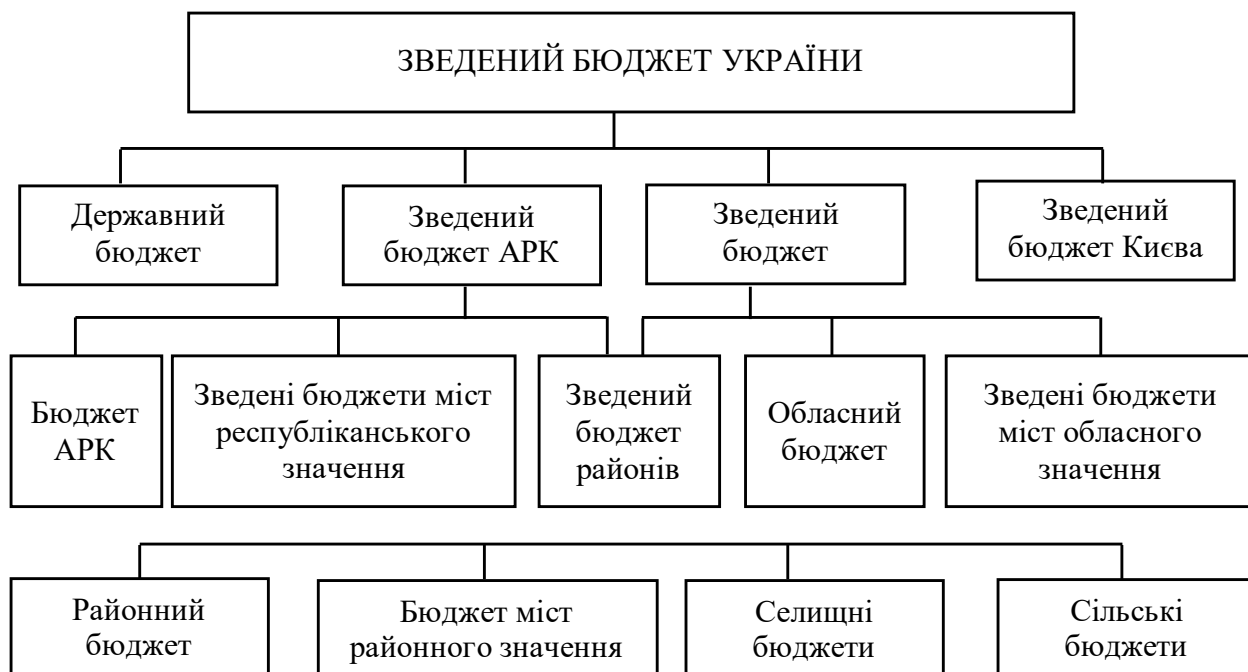 ЗВЕДЕНИЙ БЮДЖЕТ УКРАЇНИ
Державний
бюджет
Зведений
бюджет АРК
Зведений
бюджет
Зведений
бюджет Києва
Бюджет
АРК
Зведені бюджети міст
республіканського
значення
Зведений
бюджет
районів
Обласний
бюджет
Зведені бюджети
міст обласного
значення
Районний
бюджет
Бюджет міст
районного значення
Селищні
бюджети
Сільські
бюджети